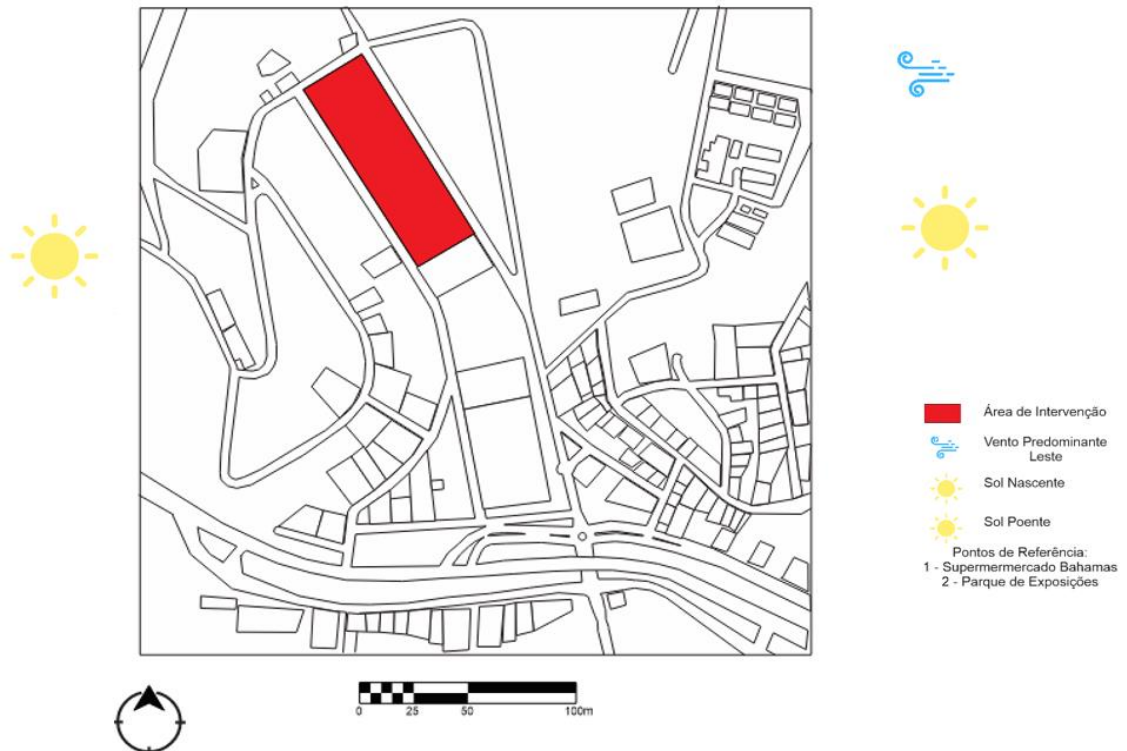 Área de Intervenção
Vento Predominante
Leste
Sol Nascente
Sol Poente
Pontos de Referência:
1 - Supermermercado Bahamas
2 - Parque de Exposições
0 25 50 100m